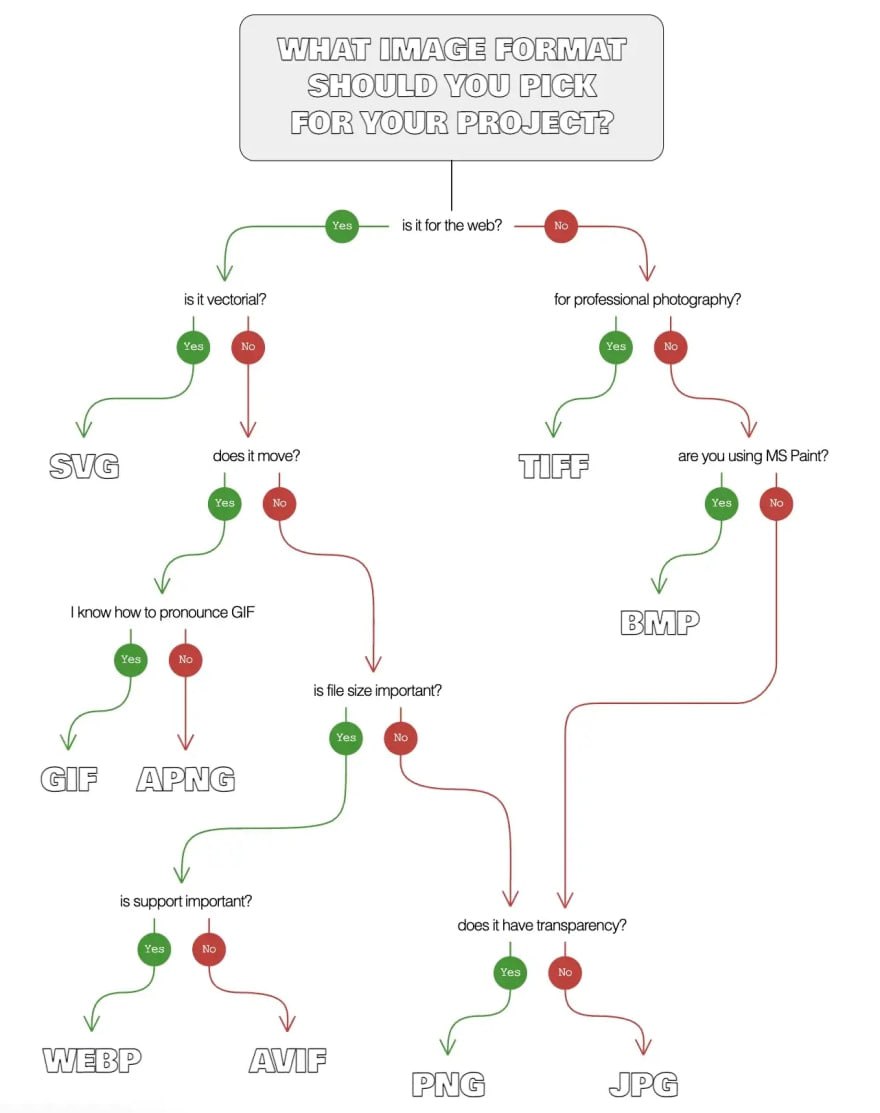 WHAT IMAGE FORMAT
SHOULD YOU PICK
FOR YOUR PROJECT?
Yes is it for the web? No
is it vectorial?
for professional photography?
Yes No
Yes No
SVG
does it move?
TIFF
are you using MS Paint?
Yes No
Yes No
I know how to pronounce GIF
BMP
Yes No
is file size important?
Yes No
GIF
APNG
is support important?
does it have transparency?
Yes No
Yes No
WEBP
AVIF
PNG
JPG